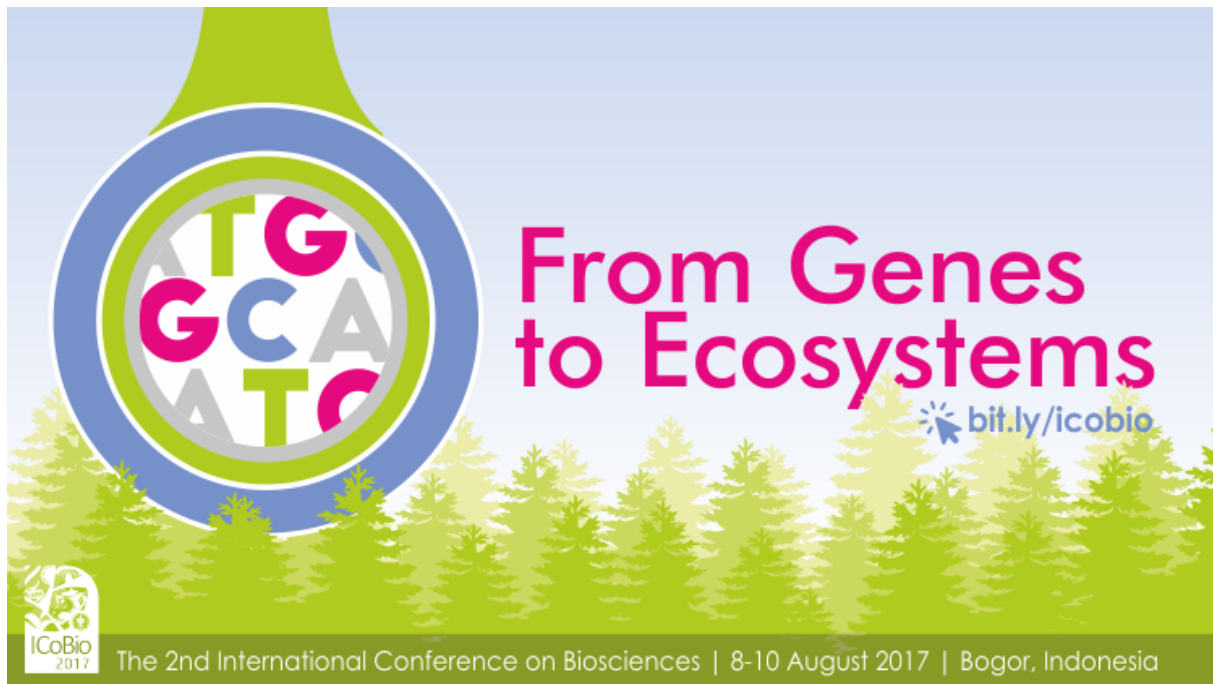 ATGC
GCA
ATG
From Genes
to Ecosystems
bit.ly/icobio
ICoBio
2017
The 2nd International Conference on Biosciences | 8-10 August 2017 | Bogor, Indonesia